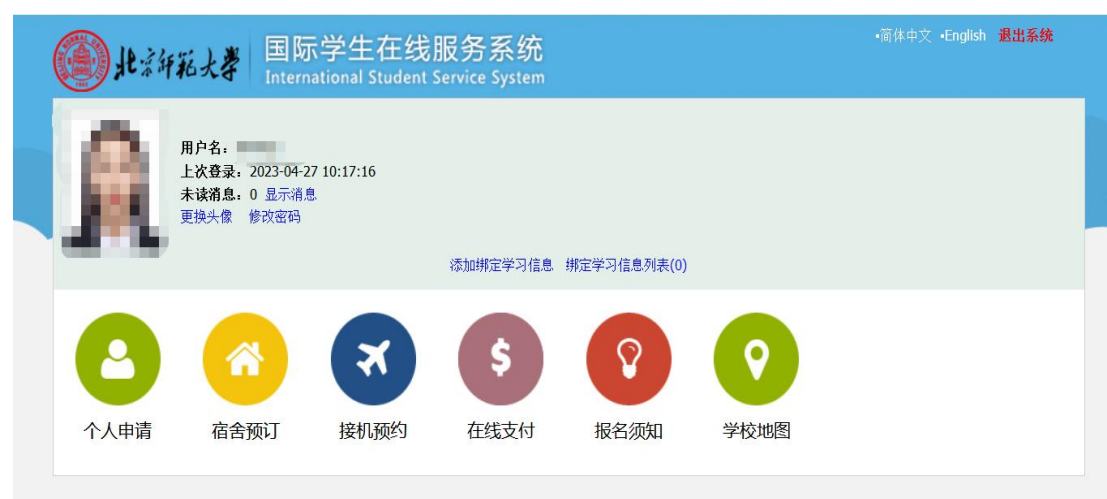 北京师范大学
国际学生在线服务系统
International Student Service System
▪简体中文 ▪English 退出系统
用户名：
上次登录：2023-04-27 10:17:16
未读消息：0 显示消息
更换头像 修改密码
添加绑定学习信息 绑定学习信息列表(0)
个人申请 宿舍预订 接机预约 在线支付 报名须知 学校地图